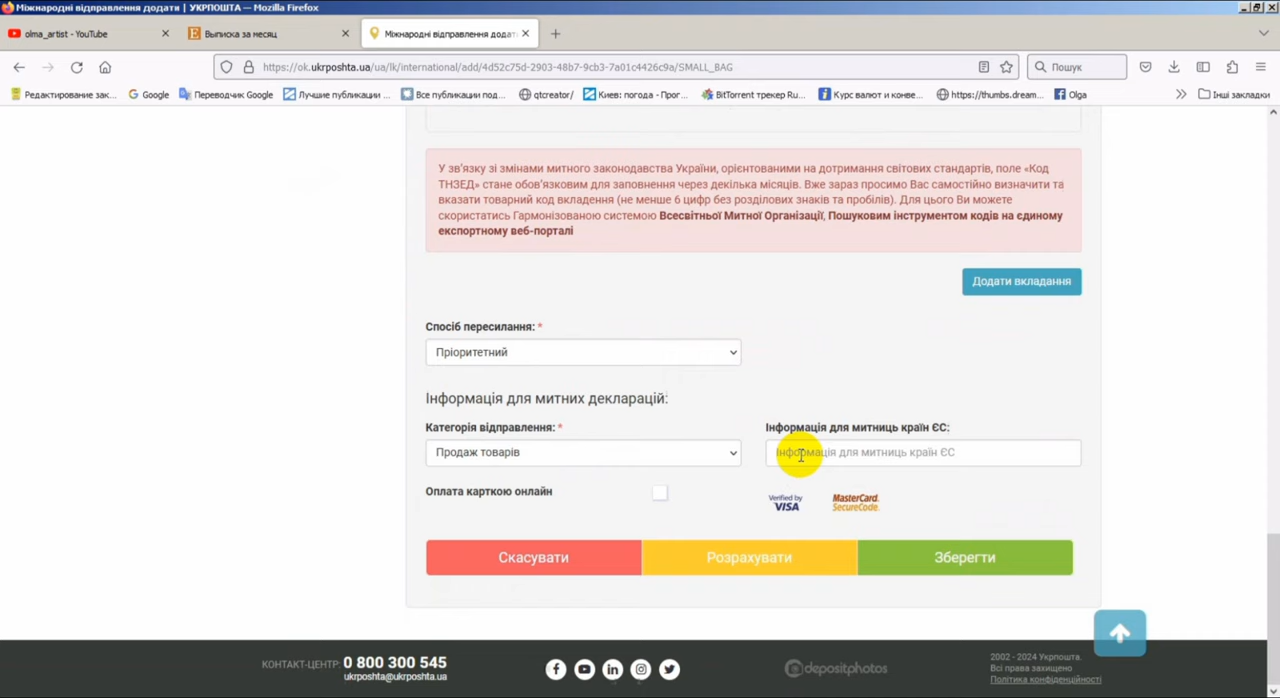 Міжнародні відправлення додати | УКРПОШТА — Mozilla Firefox
olma_artist - YouTube
Выписка за месяц
Міжнародні відправлення додати
https://ok.ukrposhta.ua/ua/lk/international/add/4d52c75d-2903-48b7-9cb3-7a01c4426c9a/SMALL_BAG
Пошук
Редактирование зак...
Google
Переводчик Google
Лучшие публикации ...
Все публикации под...
qtcreator/
Киев: погода - Прог...
BitTorrent трекер Ru...
Курс валют и конве...
https://thumbs.dream...
Olga
Інші закладки
У зв’язку зі змінами митного законодавства України, орієнтованими на дотримання світових стандартів, поле «Код
ТНЗЕД» стане обов’язковим для заповнення через декілька місяців. Вже зараз просимо Вас самостійно визначити та
вказати товарний код вкладення (не менше 6 цифр без розділових знаків та пробілів). Для цього Ви можете
скористатись Гармонізованою системою Всесвітньої Митної Організації, Пошуковим інструментом кодів на єдиному
експортному веб-порталі
Додати вкладання
Спосіб пересилання: *
Пріоритетний
Інформація для митних декларацій:
Категорія відправлення: *
Інформація для митниць країн ЄС:
Продаж товарів
Інформація для митниць країн ЄС
Оплата карткою онлайн
Verified by
VISA
MasterCard.
SecureCode.
Скасувати
Розрахувати
Зберегти
КОНТАКТ-ЦЕНТР: 0 800 300 545
ukrposhta@ukrposhta.ua
depositphotos
2002 - 2024 Укрпошта.
Всі права захищено
Політика конфіденційності